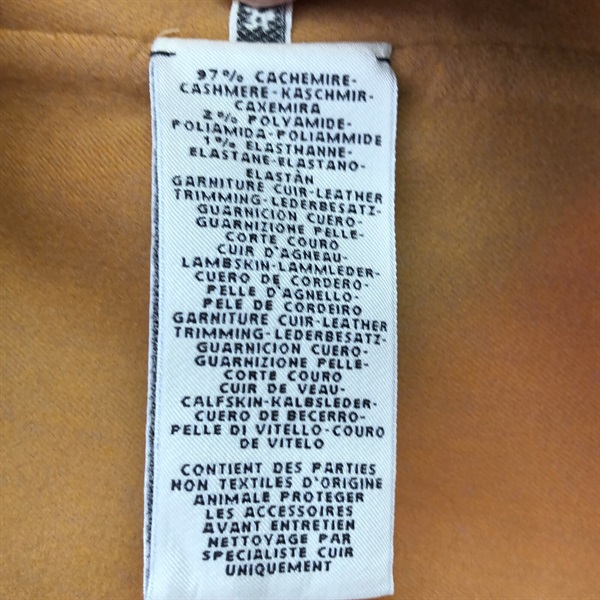 97% CACHEMIRE-
CASHMERE-KASCHMIR-
CAXEMIRA
2% POLYAMIDE-
POLIAMIDA-POLIAMMIDE
1% ELASTHANNE-
ELASTANE-ELASTANO-
ELASTÀN
GARNITURE CUIR-LEATHER
TRIMMING-LEDERBESATZ-
GUARNICION CUERO-
GUARNIZIONE PELLE-
CORTE COURO
CUIR D'AGNEAU-
LAMBSKIN-LAMMLEDER-
CUERO DE CORDERO-
PELLE D'AGNELLO-
PELE DE CORDEIRO
GARNITURE CUIR-LEATHER
TRIMMING-LEDERBESATZ-
GUARNICION CUERO-
GUARNIZIONE PELLE-
CORTE COURO
CUIR DE VEAU-
CALFSKIN-KALBSLEDER-
CUERO DE BECERRO-
PELLE DI VITELLO-COURO
DE VITELO
CONTIENT DES PARTIES
NON TEXTILES D'ORIGINE
ANIMALE PROTEGER
LES ACCESSOIRES
AVANT ENTRETIEN
NETTOYAGE PAR
SPECIALISTE CUIR
UNIQUEMENT